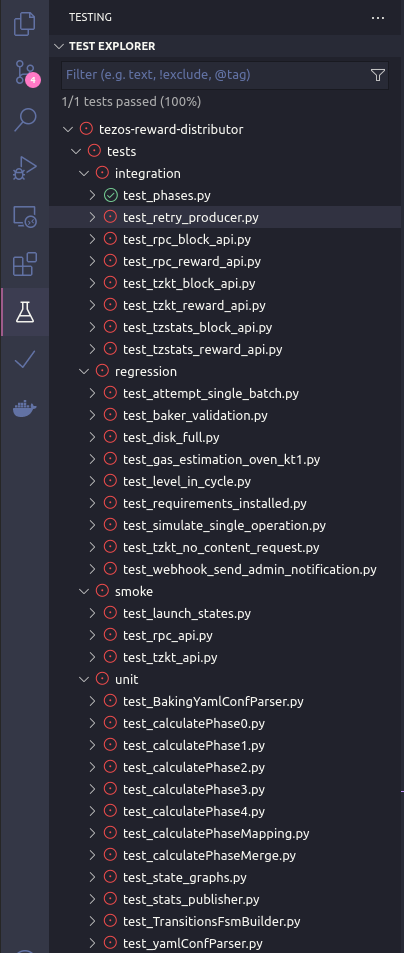 TESTING
TEST EXPLORER
Filter (e.g. text, !exclude, @tag)
1/1 tests passed (100%)
tezos-reward-distributor
tests
integration
4
test_phases.py
test_retry_producer.py
test_rpc_block_api.py
test_rpc_reward_api.py
test_tzkt_block_api.py
test_tzkt_reward_api.py
test_tzstats_block_api.py
test_tzstats_reward_api.py
regression
test_attempt_single_batch.py
test_baker_validation.py
test_disk_full.py
test_gas_estimation_oven_kt1.py
test_level_in_cycle.py
test_requirements_installed.py
test_simulate_single_operation.py
test_tzkt_no_content_request.py
test_webhook_send_admin_notification.py
smoke
test_launch_states.py
test_rpc_api.py
test_tzkt_api.py
unit
test_BakingYamlConfParser.py
test_calculatePhase0.py
test_calculatePhase1.py
test_calculatePhase2.py
test_calculatePhase3.py
test_calculatePhase4.py
test_calculatePhaseMapping.py
test_calculatePhaseMerge.py
test_state_graphs.py
test_stats_publisher.py
test_TransitionsFsmBuilder.py
test_yamlConfParser.py